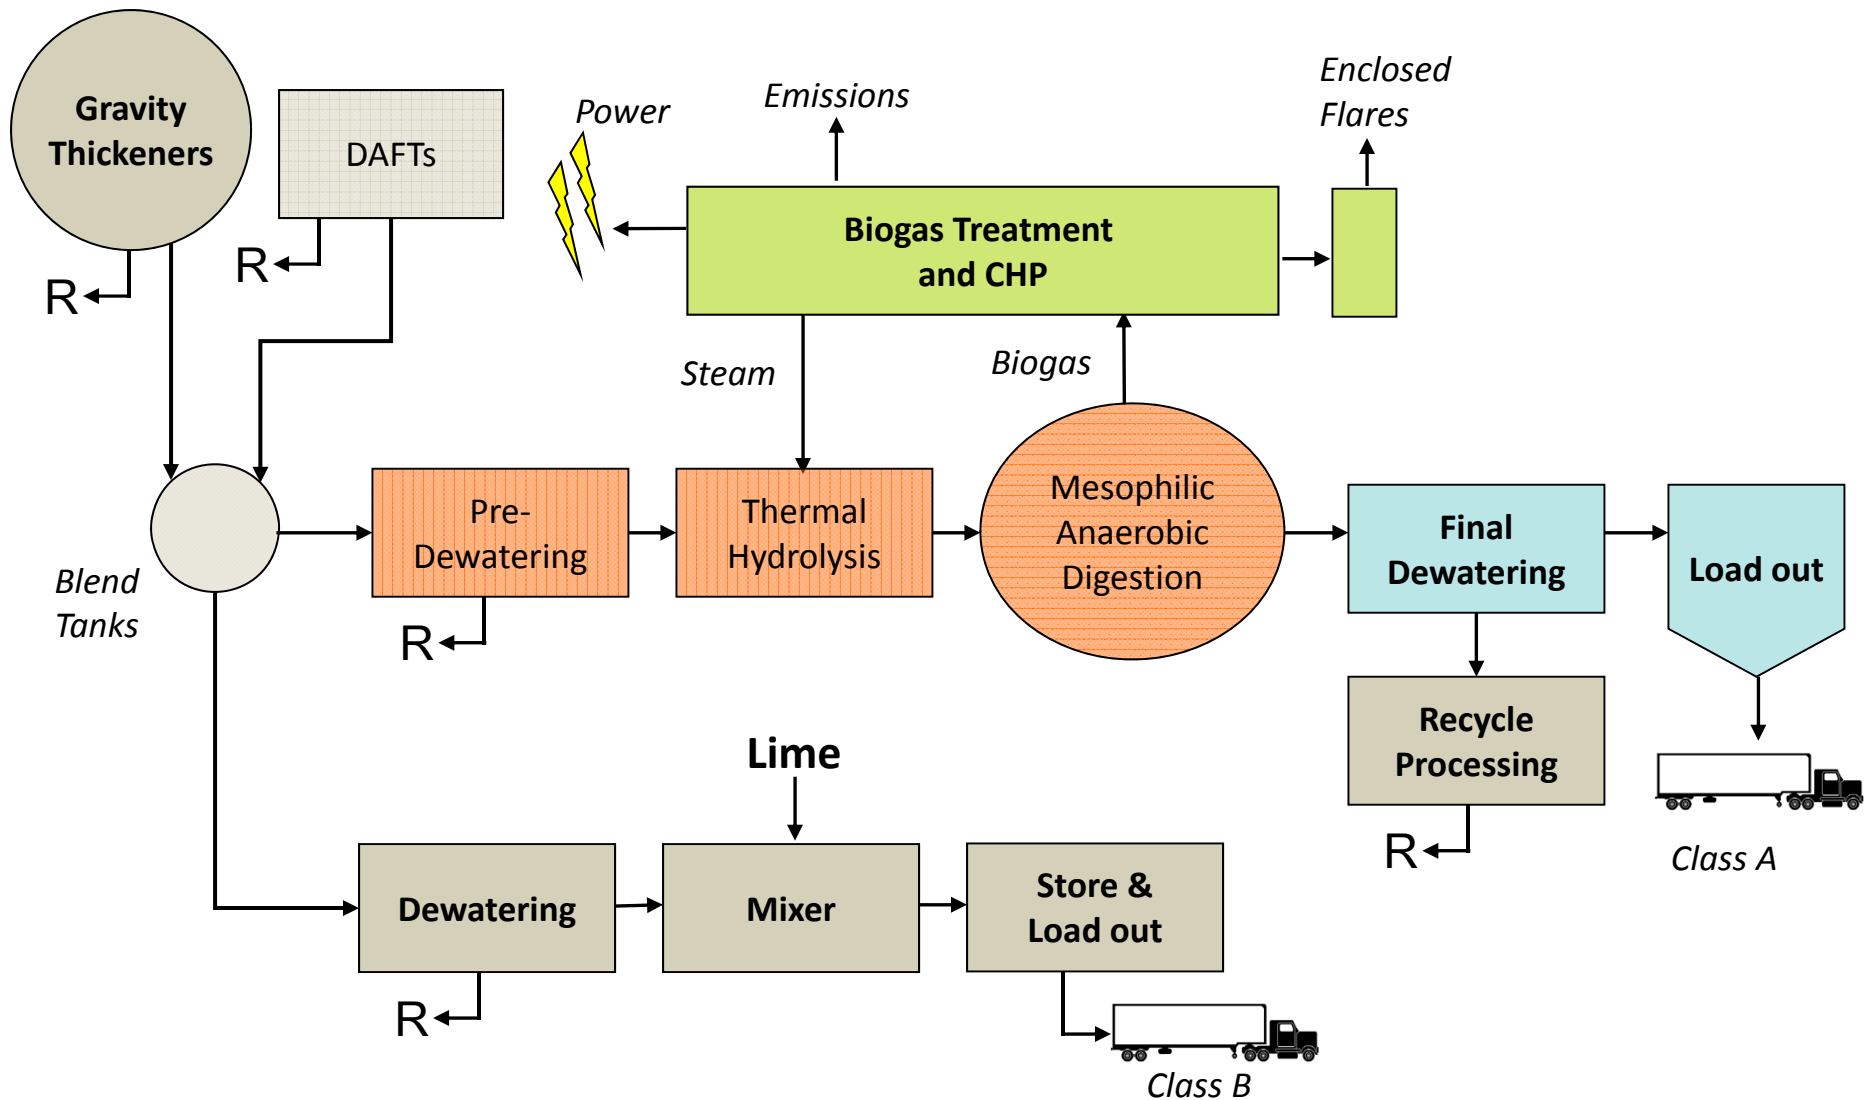 Gravity
Thickeners
DAFTs
Power
Emissions
Enclosed
Flares
Biogas Treatment
and CHP
R
R
Steam
Biogas
Blend
Tanks
Pre-
Dewatering
Thermal
Hydrolysis
Mesophilic
Anaerobic
Digestion
Final
Dewatering
Load out
R
Recycle
Processing
R
Class A
Lime
Dewatering
Mixer
Store &
Load out
R
Class B